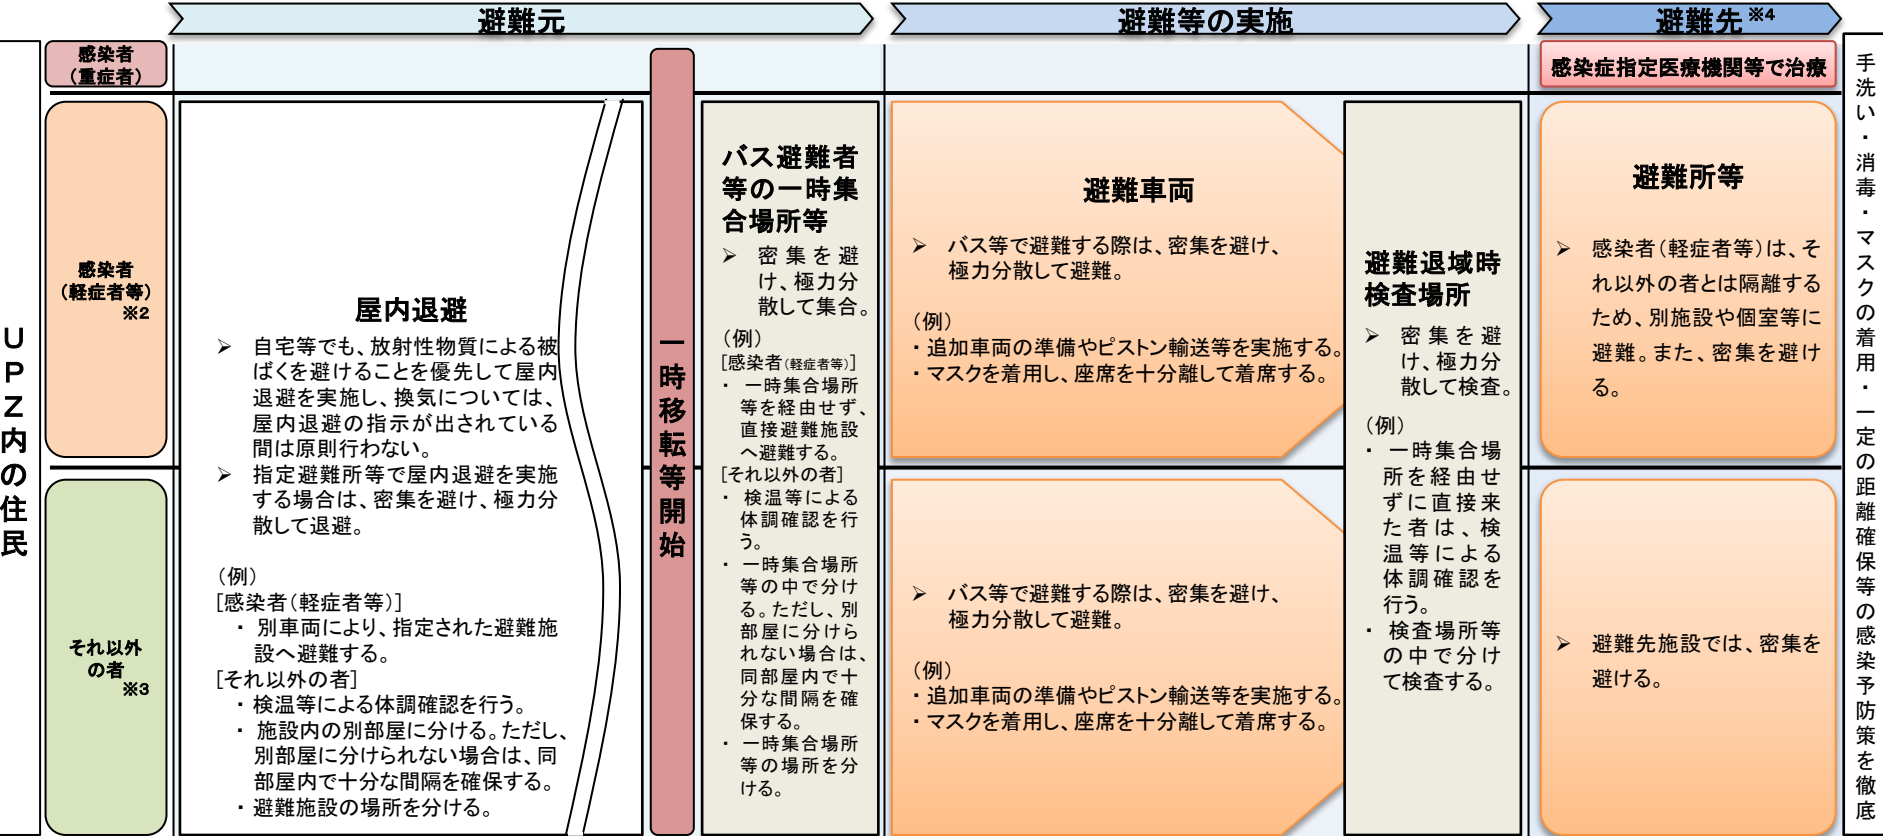 避難元
避難等の実施
避難先※4
UPZ内の住民
感染者
（重症者）
感染症指定医療機関等で治療
感染者
（軽症者等）
※2
それ以外
の者
※3
屋内退避
➢ 自宅等でも、放射性物質による被
ばくを避けることを優先して屋内
退避を実施し、換気については、
屋内退避の指示が出されている
間は原則行わない。
➢ 指定避難所等で屋内退避を実施
する場合は、密集を避け、極力分
散して退避。
（例）
[感染者（軽症者等）]
・ 別車両により、指定された避難施
設へ避難する。
[それ以外の者]
・ 検温等による体調確認を行う。
・ 施設内の別部屋に分ける。ただし、
別部屋に分けられない場合は、同
部屋内で十分な間隔を確保する。
・ 避難施設の場所を分ける。
一時移転等開始
バス避難者
等の一時集
合場所等
➢ 密集を避
け、極力分
散して集合。
（例）
[感染者（軽症者等）]
・ 一時集合場所
等を経由せず、
直接避難施設
へ避難する。
[それ以外の者]
・ 検温等による
体調確認を行
う。
・ 一時集合場所
等の中で分け
る。ただし、別
部屋に分けら
れない場合は、
同部屋内で十
分な間隔を確
保する。
・ 一時集合場所
等の場所を分
ける。
避難車両
➢ バス等で避難する際は、密集を避け、
極力分散して避難。
（例）
・追加車両の準備やピストン輸送等を実施する。
・マスクを着用し、座席を十分離して着席する。
➢ バス等で避難する際は、密集を避け、
極力分散して避難。
（例）
・追加車両の準備やピストン輸送等を実施する。
・マスクを着用し、座席を十分離して着席する。
避難退域時
検査場所
➢ 密集を避
け、極力分
散して検査。
（例）
・ 一時集合場
所を経由せ
ずに直接来
た者は、検
温等による
体調確認を
行う。
・ 検査場所等
の中で分け
て検査する。
避難所等
➢ 感染者（軽症者等）は、そ
れ以外の者とは隔離する
ため、別施設や個室等に
避難。また、密集を避け
る。
➢ 避難先施設では、密集を
避ける。
手洗い・消毒・マスクの着用・一定の距離確保等の感染予防策を徹底